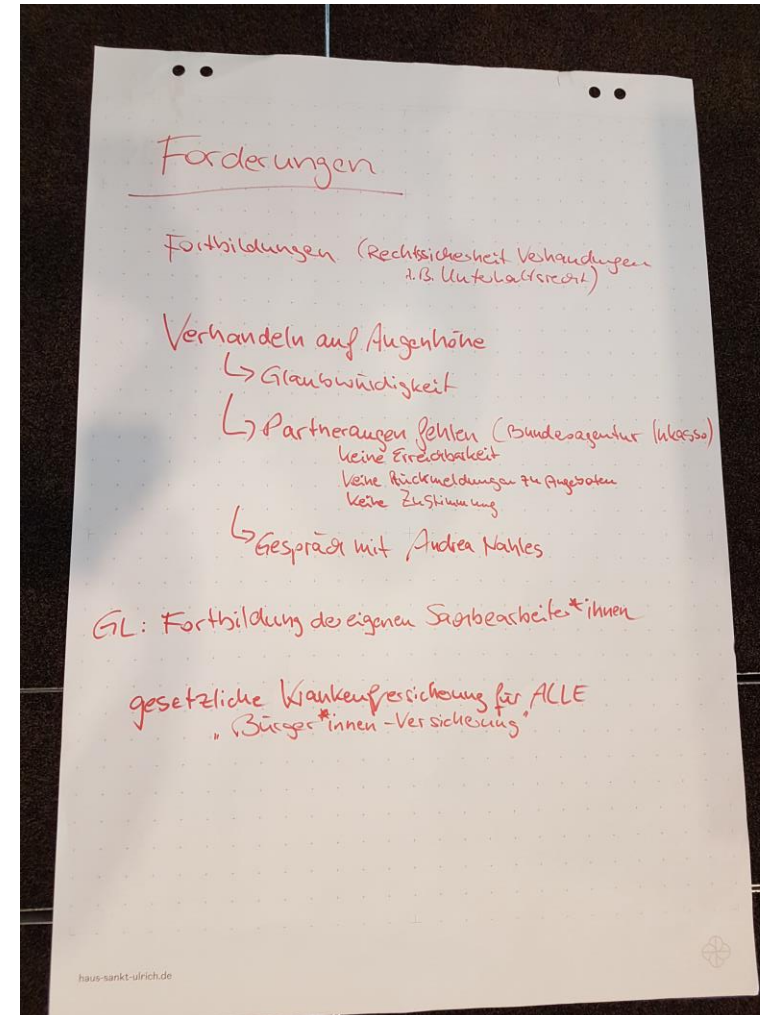 Forderungen
Fortbildungen (Rechtssicherheit Verhandlungen
z.B. Unterhaltsrecht)
Verhandeln auf Augenhöhe
↳ Glaubwürdigkeit
↳ Partnerangen fehlen (Bundesagentur Inkasso)
keine Erreichbarkeit
keine Rückmeldungen zu Angeboten
keine Zustimmung
↳ Gespräch mit Andrea Nahles
GL: Fortbildung der eigenen Sachbearbeiter*innen
gesetzliche Krankenversicherung für ALLE
„Bürger*innen-Versicherung"
haus-sankt-ulrich.de